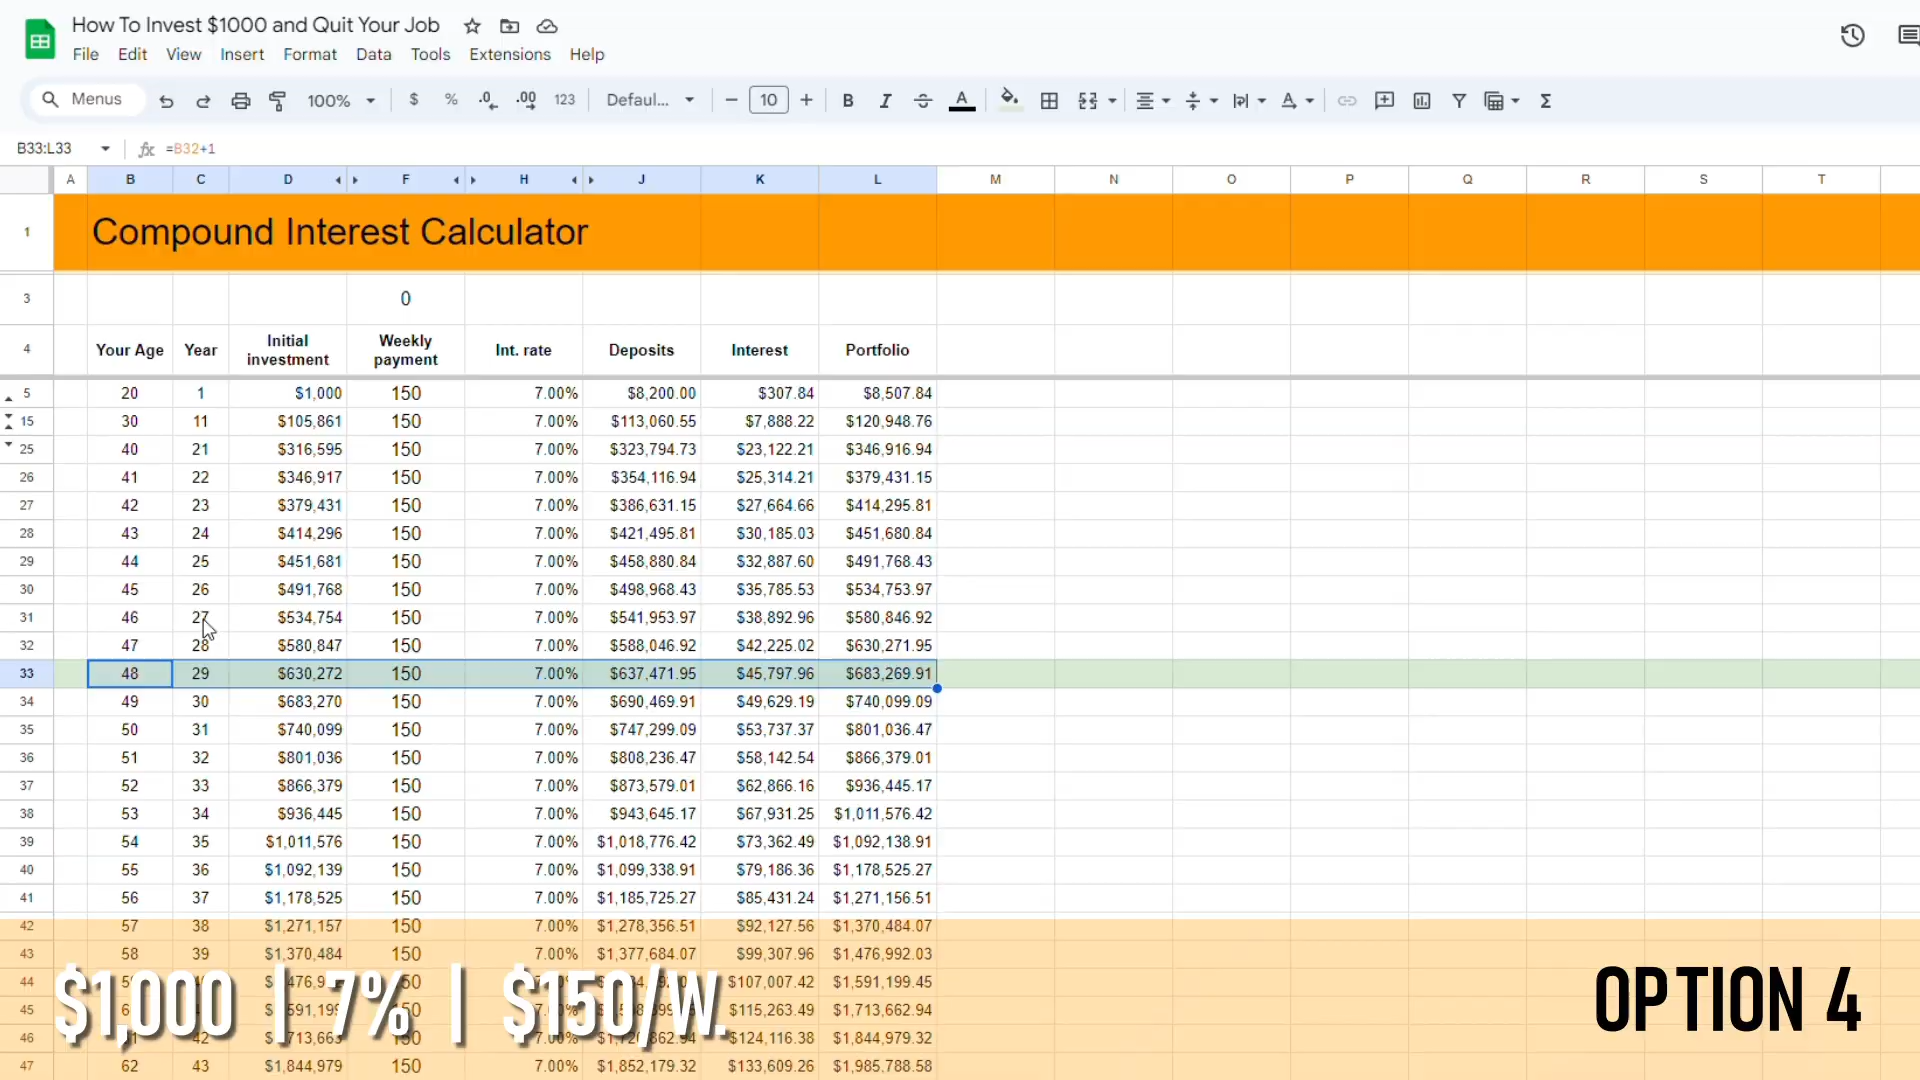 How To Invest $1000 and Quit Your Job
File Edit View Insert Format Data Tools Extensions Help
Menus 100% $ % .0 .00 123 Defaul... 10 B I A
B33:L33 =B32+1
A B C D F H J K L M N O P Q R S T
1 Compound Interest Calculator
3 0
4 Your Age Year Initial investment Weekly payment Int. rate Deposits Interest Portfolio
5 20 1 $1,000 150 7.00% $8,200.00 $307.84 $8,507.84
15 30 11 $105,861 150 7.00% $113,060.55 $7,888.22 $120,948.76
25 40 21 $316,595 150 7.00% $323,794.73 $23,122.21 $346,916.94
26 41 22 $346,917 150 7.00% $354,116.94 $25,314.21 $379,431.15
27 42 23 $379,431 150 7.00% $386,631.15 $27,664.66 $414,295.81
28 43 24 $414,296 150 7.00% $421,495.81 $30,185.03 $451,680.84
29 44 25 $451,681 150 7.00% $458,880.84 $32,887.60 $491,768.43
30 45 26 $491,768 150 7.00% $498,968.43 $35,785.53 $534,753.97
31 46 27 $534,754 150 7.00% $541,953.97 $38,892.96 $580,846.92
32 47 28 $580,847 150 7.00% $588,046.92 $42,225.02 $630,271.95
33 48 29 $630,272 150 7.00% $637,471.95 $45,797.96 $683,269.91
34 49 30 $683,270 150 7.00% $690,469.91 $49,629.19 $740,099.09
35 50 31 $740,099 150 7.00% $747,299.09 $53,737.37 $801,036.47
36 51 32 $801,036 150 7.00% $808,236.47 $58,142.54 $866,379.01
37 52 33 $866,379 150 7.00% $873,579.01 $62,866.16 $936,445.17
38 53 34 $936,445 150 7.00% $943,645.17 $67,931.25 $1,011,576.42
39 54 35 $1,011,576 150 7.00% $1,018,776.42 $73,362.49 $1,092,138.91
40 55 36 $1,092,139 150 7.00% $1,099,338.91 $79,186.36 $1,178,525.27
41 56 37 $1,178,525 150 7.00% $1,185,725.27 $85,431.24 $1,271,156.51
42 57 38 $1,271,157 150 7.00% $1,278,356.51 $92,127.56 $1,370,484.07
43 58 39 $1,370,484 150 7.00% $1,377,684.07 $99,307.96 $1,476,992.03
44 $107,007.42 $1,591,199.45
45 $115,263.49 $1,713,662.94
46 42 7.00% $124,116.38 $1,844,979.32
47 62 43 $1,844,979 150 7.00% $1,852,179.32 $133,609.26 $1,985,788.58
$1,000 | 7% | $150/W.
OPTION 4